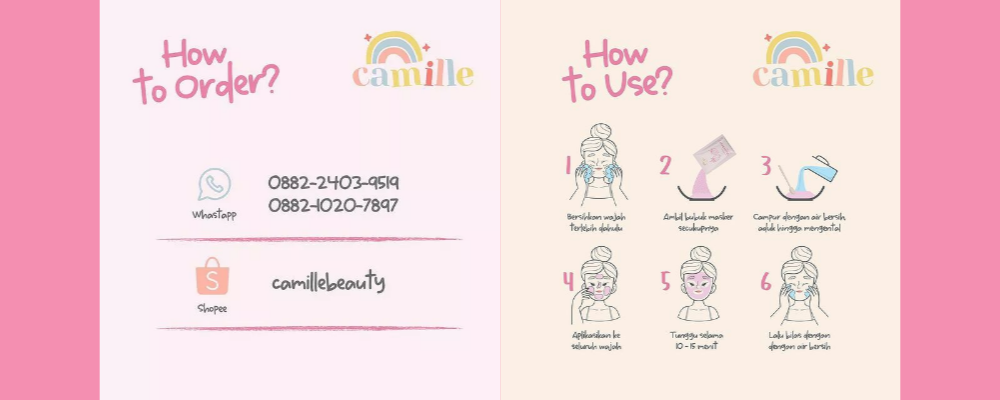 How
to Order?
camille
Whastapp
0882-2403-9519
0882-1020-7897
Shopee
camillebeauty
How
to Use?
camille
1
Bersihkan wajah
terlebih dahulu
2
Ambil bubuk masker
secukupnya
3
Campur dengan air bersih,
aduk hingga mengental
4
Aplikasikan ke
seluruh wajah
5
Tunggu selama
10 - 15 menit
6
Lalu bilas dengan
dengan air bersih